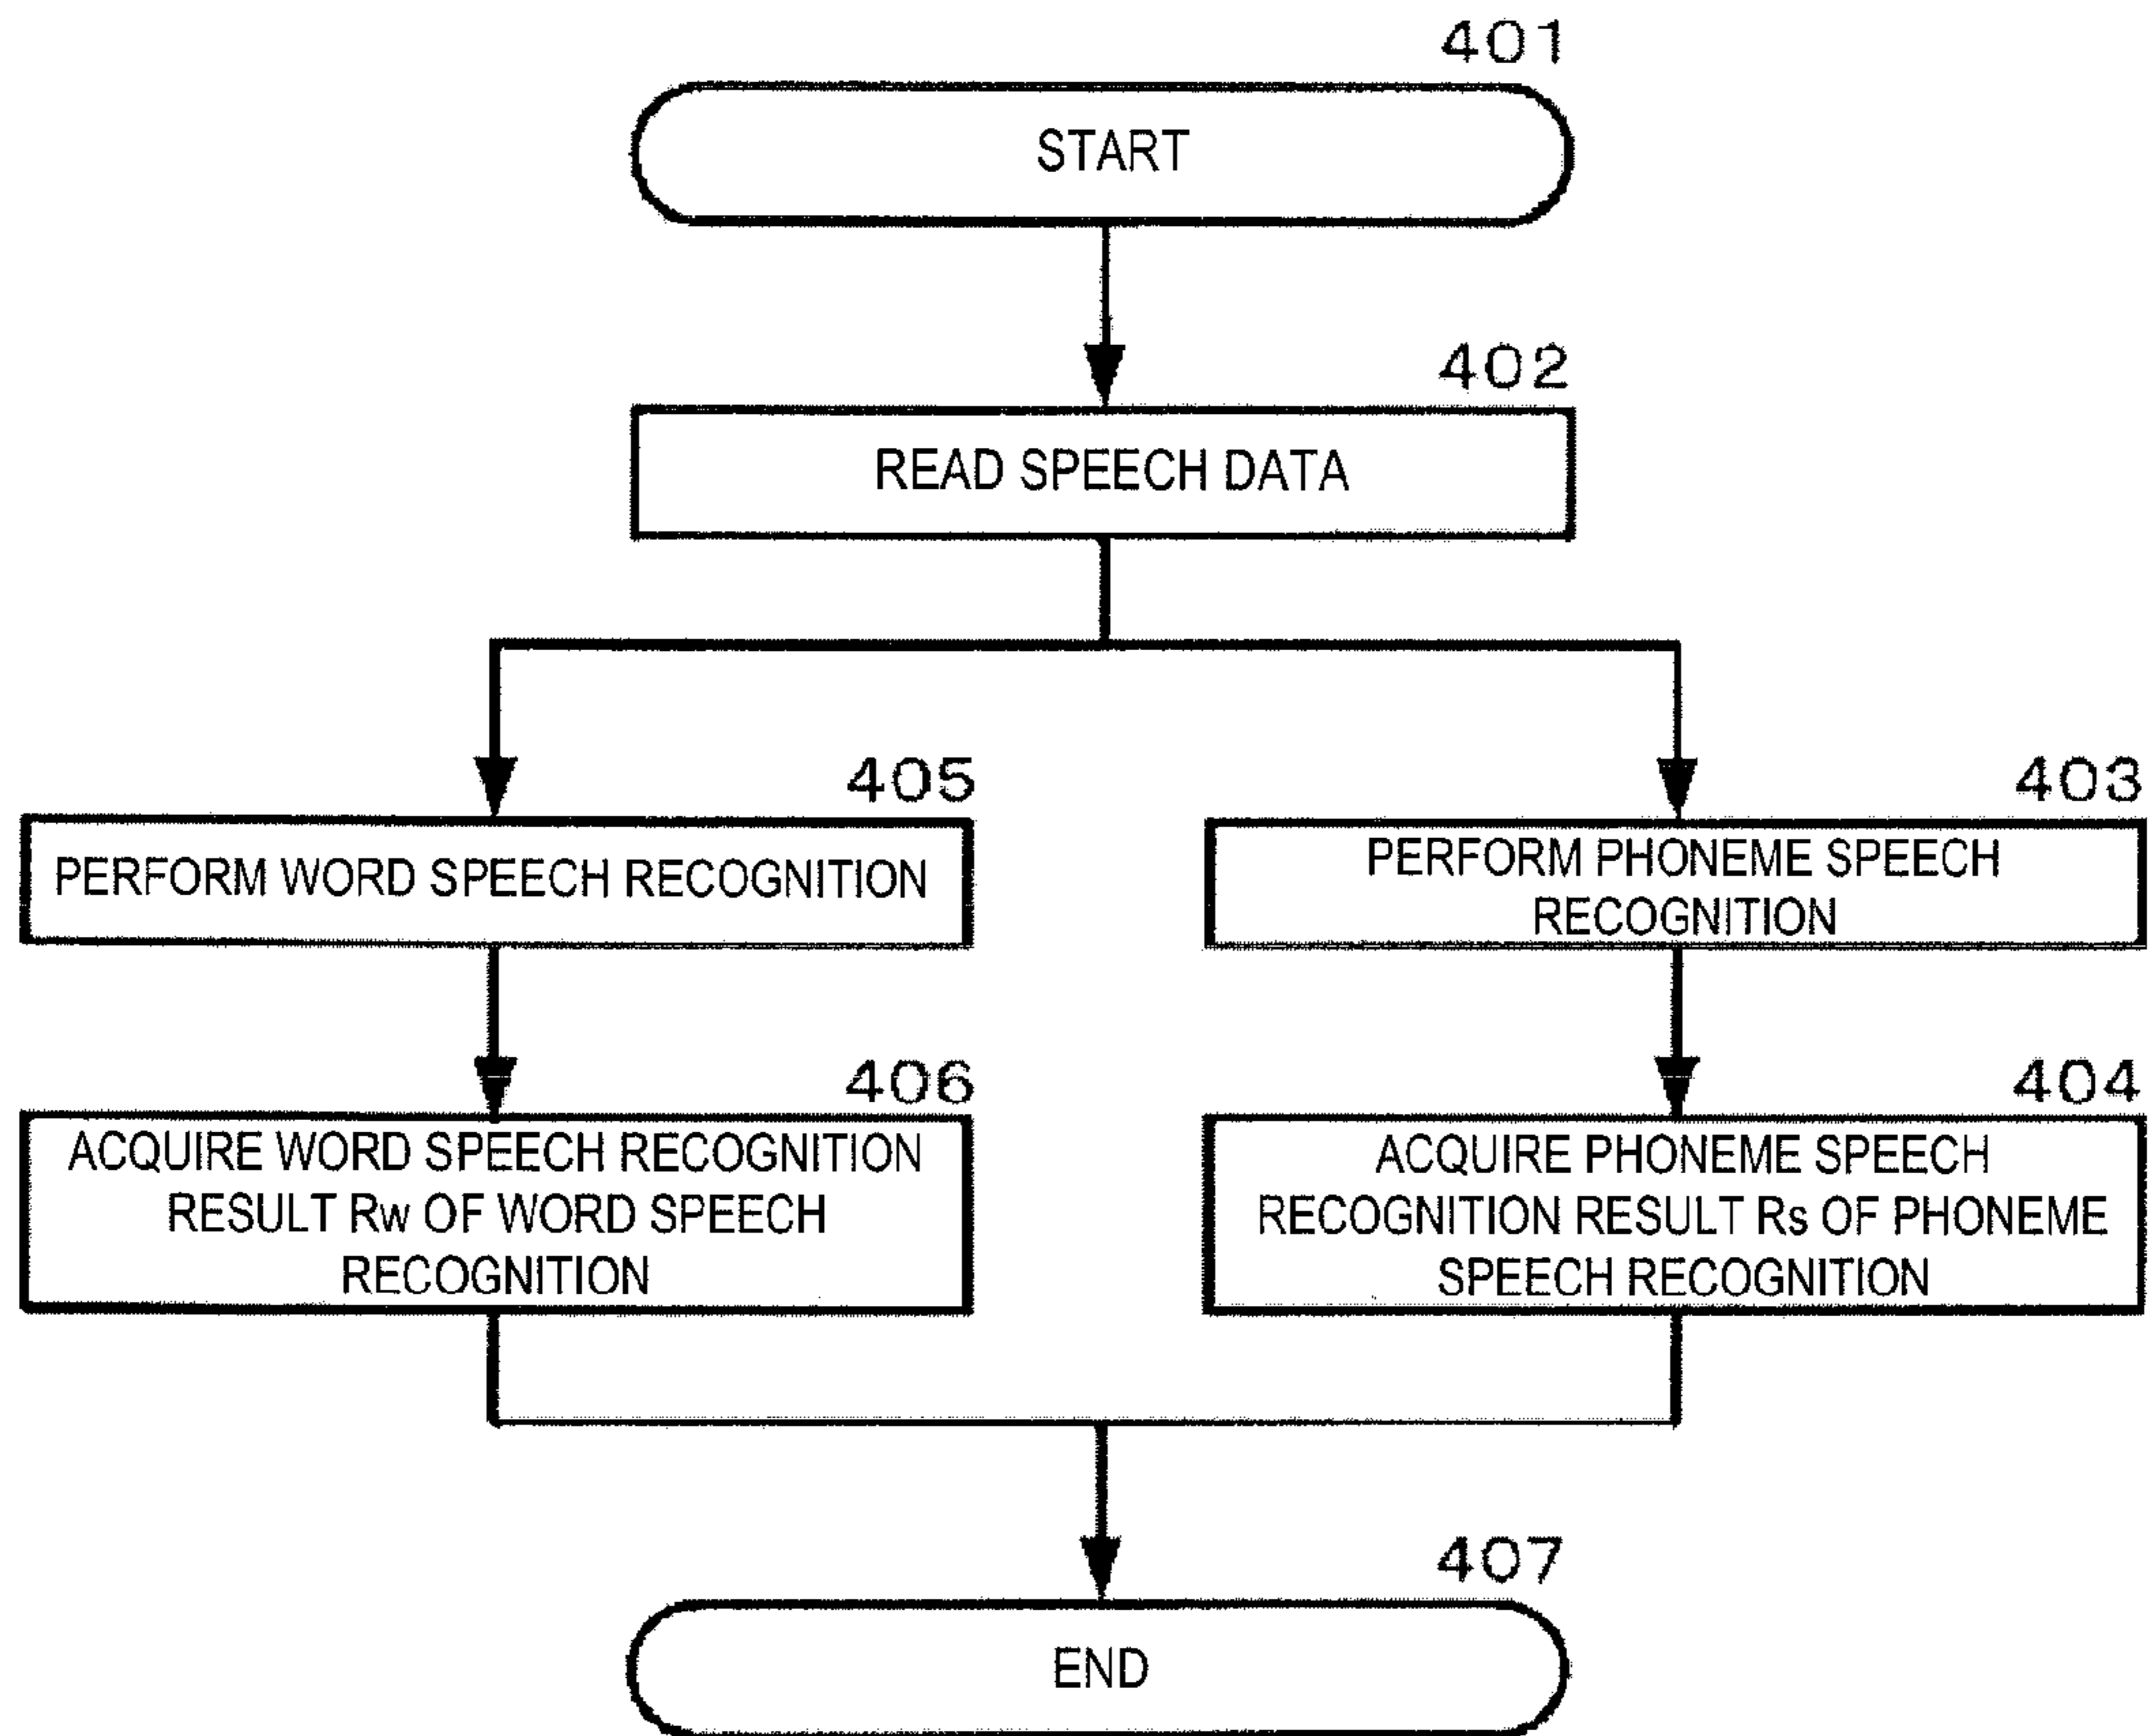 401
START
402
READ SPEECH DATA
405
PERFORM WORD SPEECH RECOGNITION
403
PERFORM PHONEME SPEECH
RECOGNITION
406
ACQUIRE WORD SPEECH RECOGNITION
RESULT Rw OF WORD SPEECH
RECOGNITION
404
ACQUIRE PHONEME SPEECH
RECOGNITION RESULT Rs OF PHONEME
SPEECH RECOGNITION
407
END